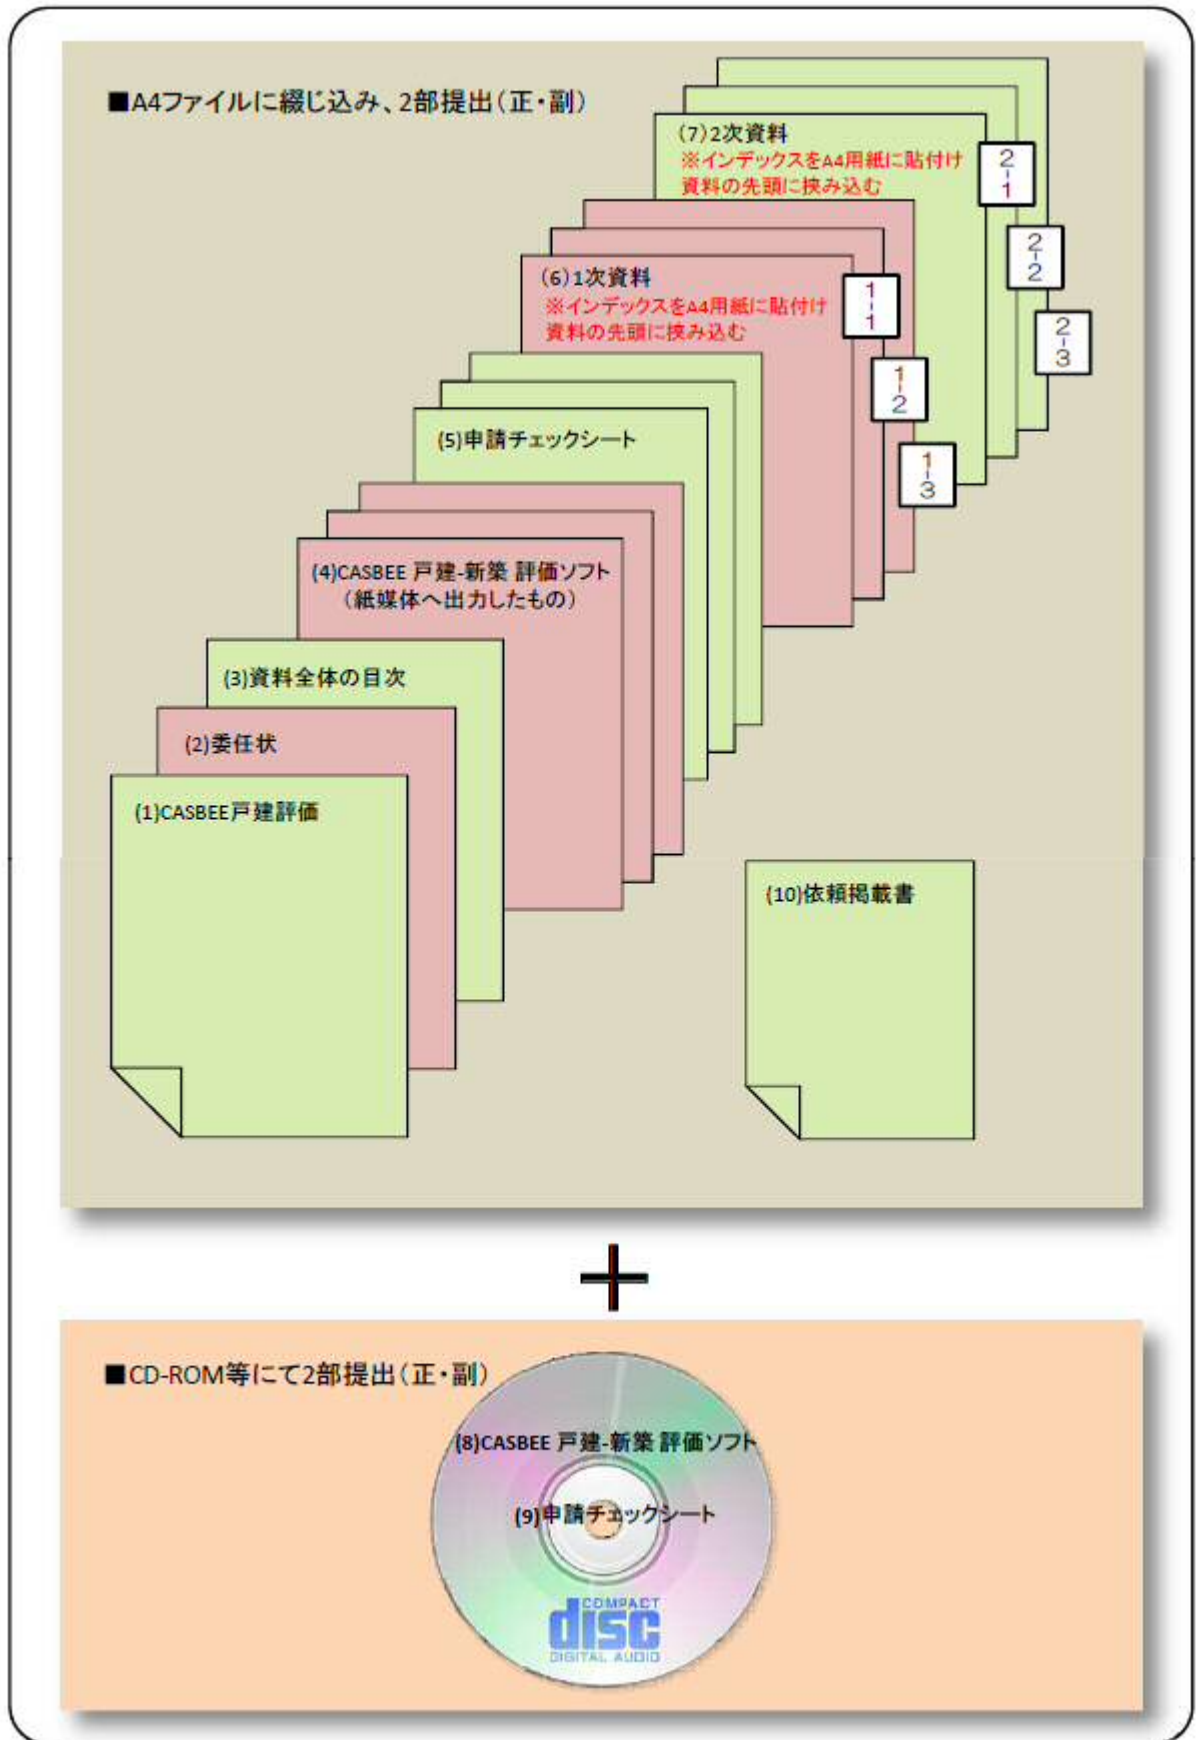 ■A4ファイルに綴じ込み、2部提出（正・副）
(7)2次資料
※インデックスをA4用紙に貼付け
資料の先頭に挟み込む
2-1
2-2
2-3
(6)1次資料
※インデックスをA4用紙に貼付け
資料の先頭に挟み込む
1-1
1-2
1-3
(5)申請チェックシート
(4)CASBEE 戸建-新築 評価ソフト
（紙媒体へ出力したもの）
(3)資料全体の目次
(2)委任状
(1)CASBEE戸建評価
(10)依頼掲載書
＋
■CD-ROM等にて2部提出（正・副）
(8)CASBEE 戸建-新築 評価ソフト
(9)申請チェックシート
COMPACT
disc
DIGITAL AUDIO